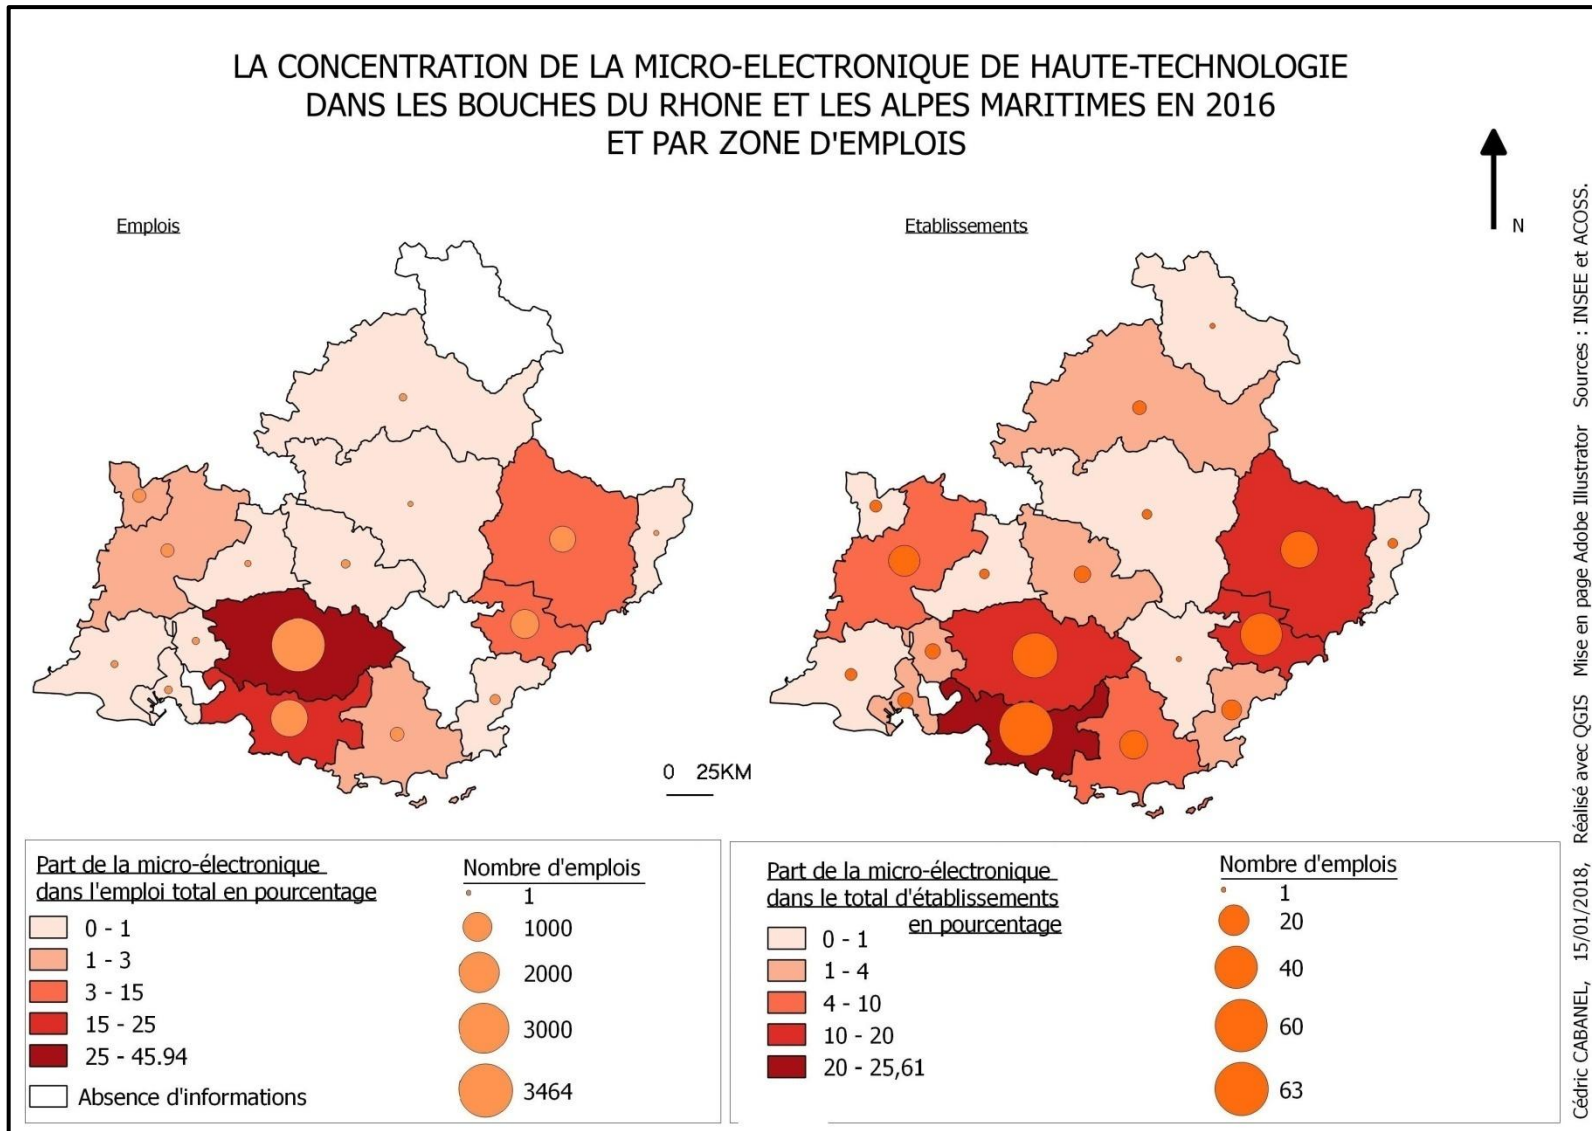 LA CONCENTRATION DE LA MICRO-ELECTRONIQUE DE HAUTE-TECHNOLOGIE
DANS LES BOUCHES DU RHONE ET LES ALPES MARITIMES EN 2016
ET PAR ZONE D'EMPLOIS
N
Emplois
Etablissements
0 25KM
Part de la micro-électronique
dans l'emploi total en pourcentage
0 - 1
1 - 3
3 - 15
15 - 25
25 - 45.94
Absence d'informations
Nombre d'emplois
1
1000
2000
3000
3464
Part de la micro-électronique
dans le total d'établissements
en pourcentage
0 - 1
1 - 4
4 - 10
10 - 20
20 - 25,61
Nombre d'emplois
1
20
40
60
63
Cédric CABANEL, 15/01/2018, Réalisé avec QGIS Mise en page Adobe Illustrator Sources : INSEE et ACOSS.